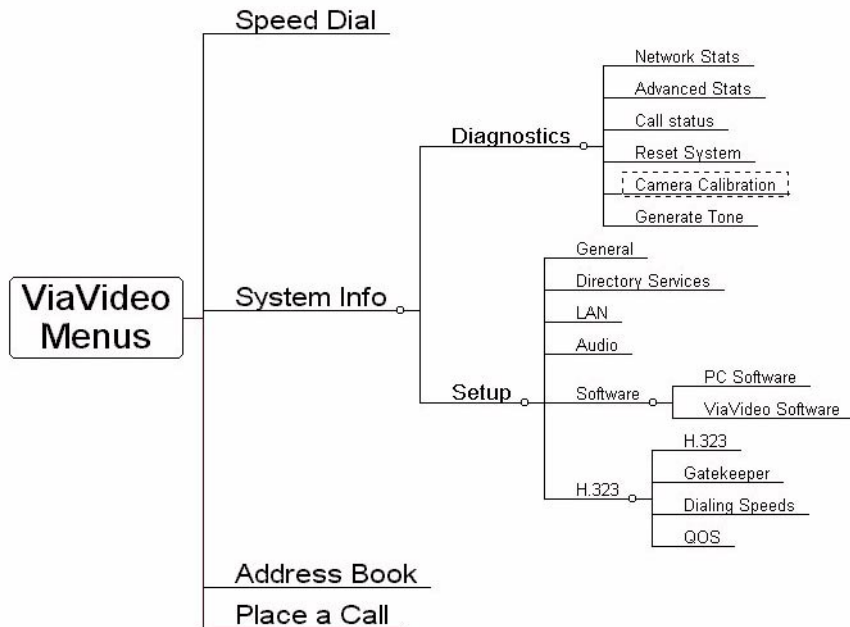 Speed Dial
Network Stats
Advanced Stats
Call status
Diagnostics
Reset System
Camera Calibration
Generate Tone
General
ViaVideo
Menus
System Info
Directory Services
LAN
Audio
PC Software
Setup
Software
ViaVideo Software
H.323
Gatekeeper
H.323
Dialing Speeds
QOS
Address Book
Place a Call